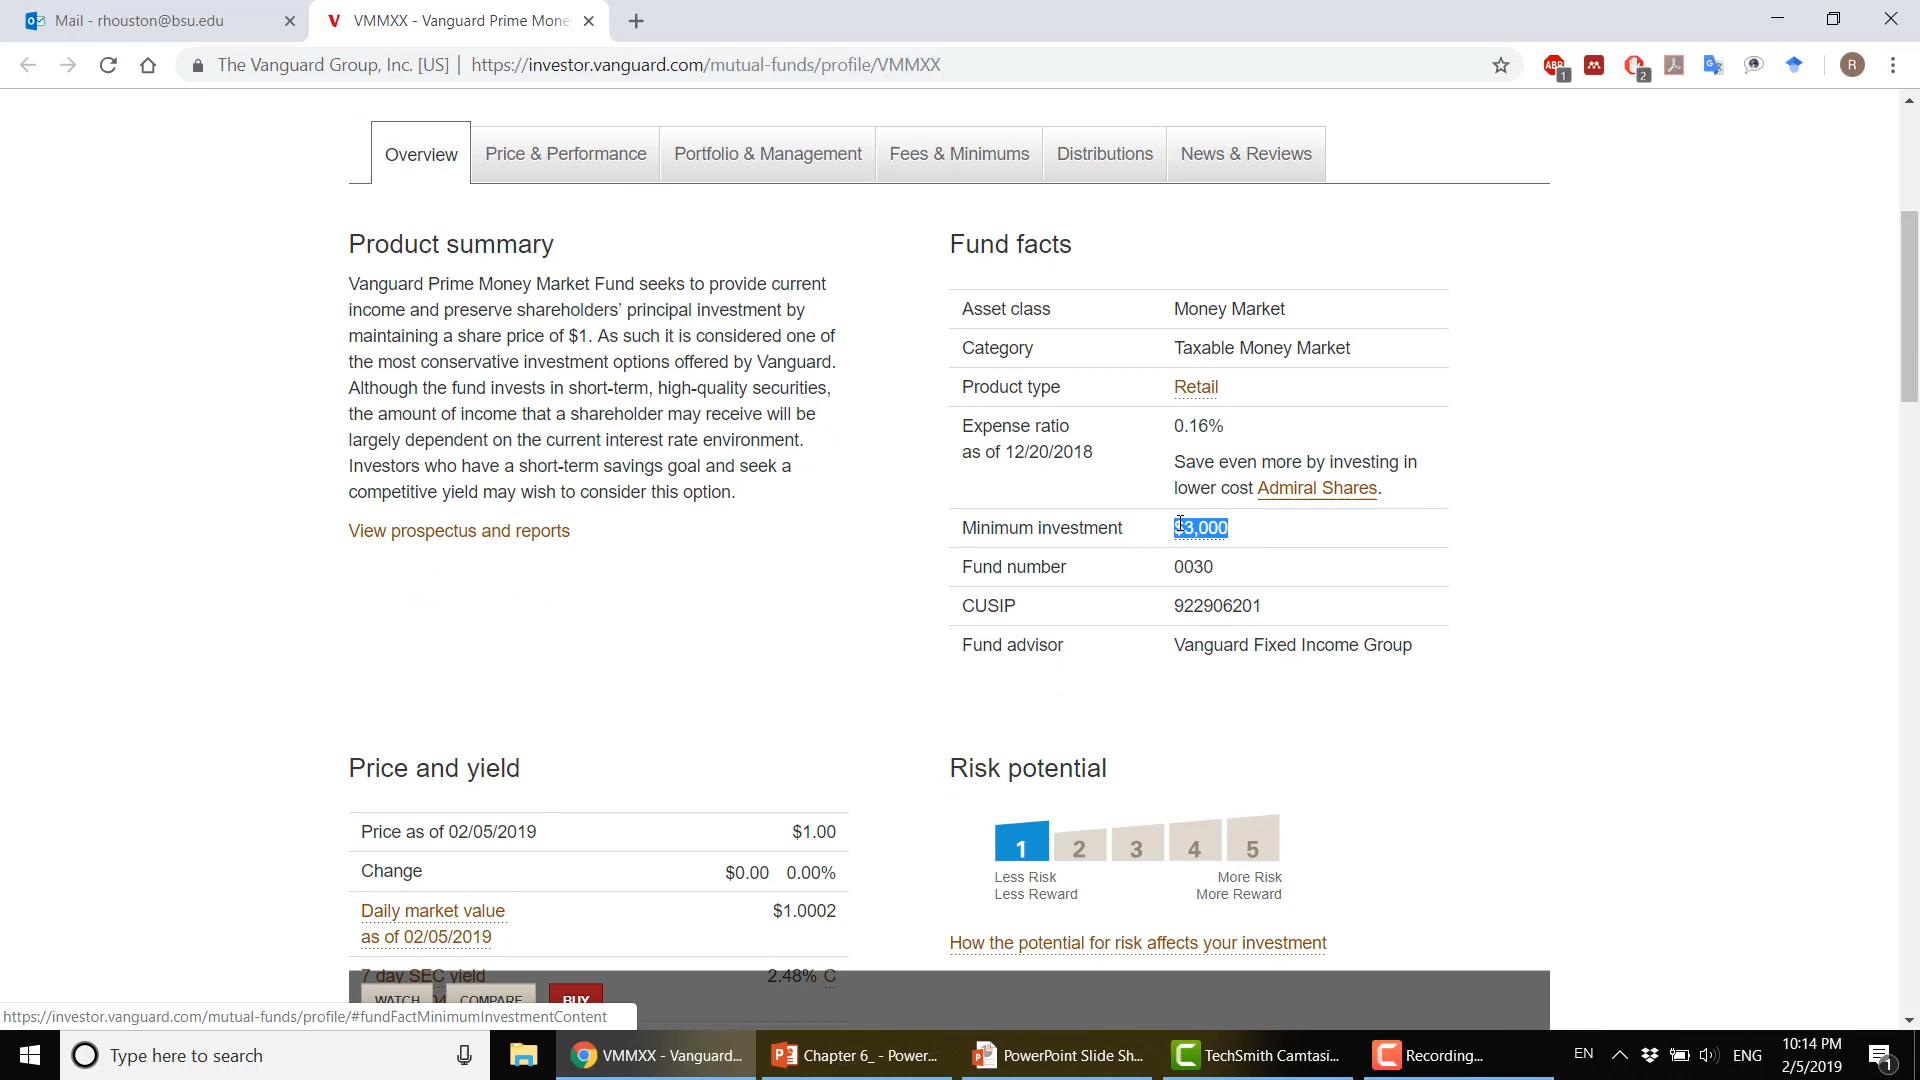 Mail - rhouston@bsu.edu
VMMXX - Vanguard Prime Mone
The Vanguard Group, Inc. [US] | https://investor.vanguard.com/mutual-funds/profile/VMMXX
ABP 1
2
R
Overview
Price & Performance
Portfolio & Management
Fees & Minimums
Distributions
News & Reviews
Product summary
Vanguard Prime Money Market Fund seeks to provide current
income and preserve shareholders’ principal investment by
maintaining a share price of $1. As such it is considered one of
the most conservative investment options offered by Vanguard.
Although the fund invests in short-term, high-quality securities,
the amount of income that a shareholder may receive will be
largely dependent on the current interest rate environment.
Investors who have a short-term savings goal and seek a
competitive yield may wish to consider this option.
View prospectus and reports
Fund facts
Asset class Money Market
Category Taxable Money Market
Product type Retail
Expense ratio 0.16%
as of 12/20/2018
Save even more by investing in
lower cost Admiral Shares.
Minimum investment $3,000
Fund number 0030
CUSIP 922906201
Fund advisor Vanguard Fixed Income Group
Price and yield
Price as of 02/05/2019 $1.00
Change $0.00 0.00%
Daily market value $1.0002
as of 02/05/2019
7 day SEC yield 2.48% C
WATCH COMPARE BUY
Risk potential
1 2 3 4 5
Less Risk More Risk
Less Reward More Reward
How the potential for risk affects your investment
https://investor.vanguard.com/mutual-funds/profile/#fundFactMinimumInvestmentContent
Type here to search
VMMXX - Vanguard...
Chapter 6_ - Power...
PowerPoint Slide Sh...
TechSmith Camtasi...
Recording...
EN
ENG
10:14 PM
2/5/2019
1